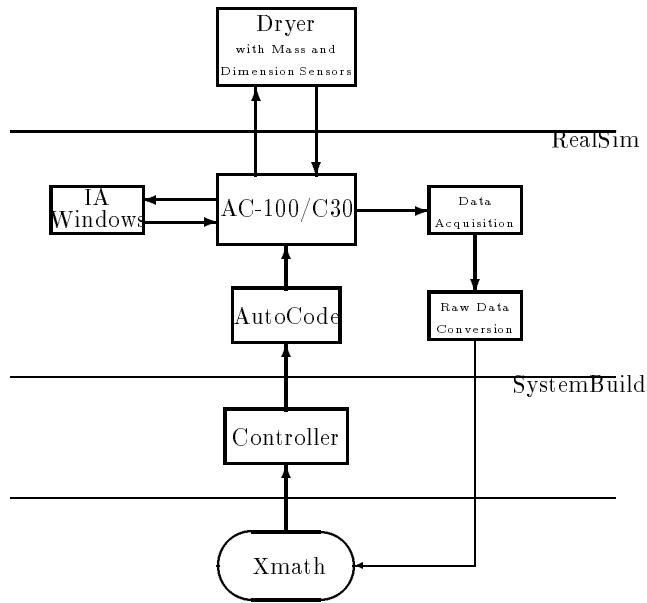 Dryer
with Mass and
Dimension Sensors
RealSim
IA
Windows
AC-100/C30
Data
Acquisition
AutoCode
Raw Data
Conversion
SystemBuild
Controller
Xmath